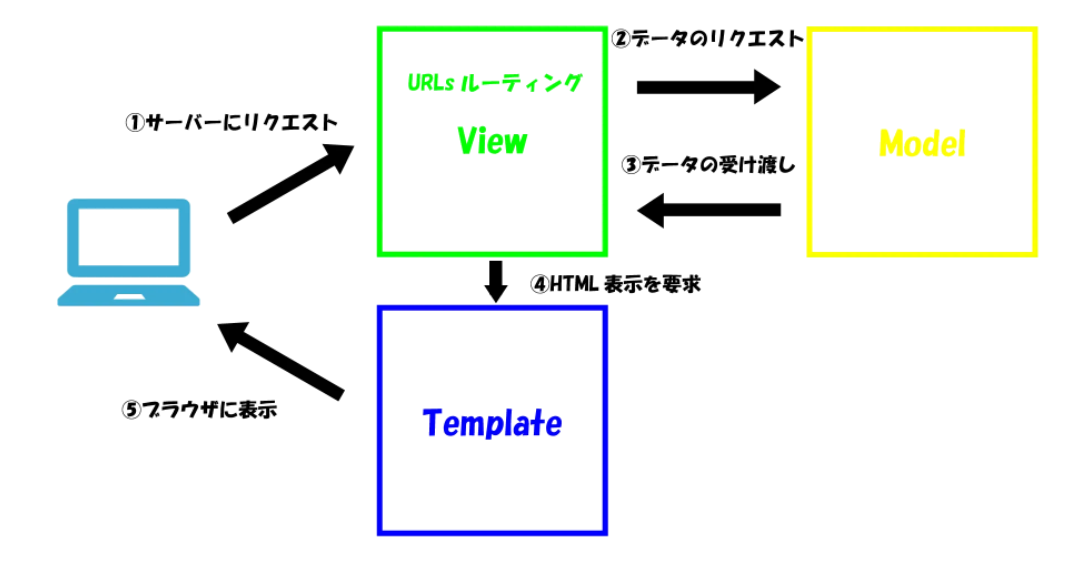 ②データのリクエスト
URLs ルーティング
①サーバーにリクエスト
View
Model
③データの受け渡し
④HTML 表示を要求
⑤ブラウザに表示
Template